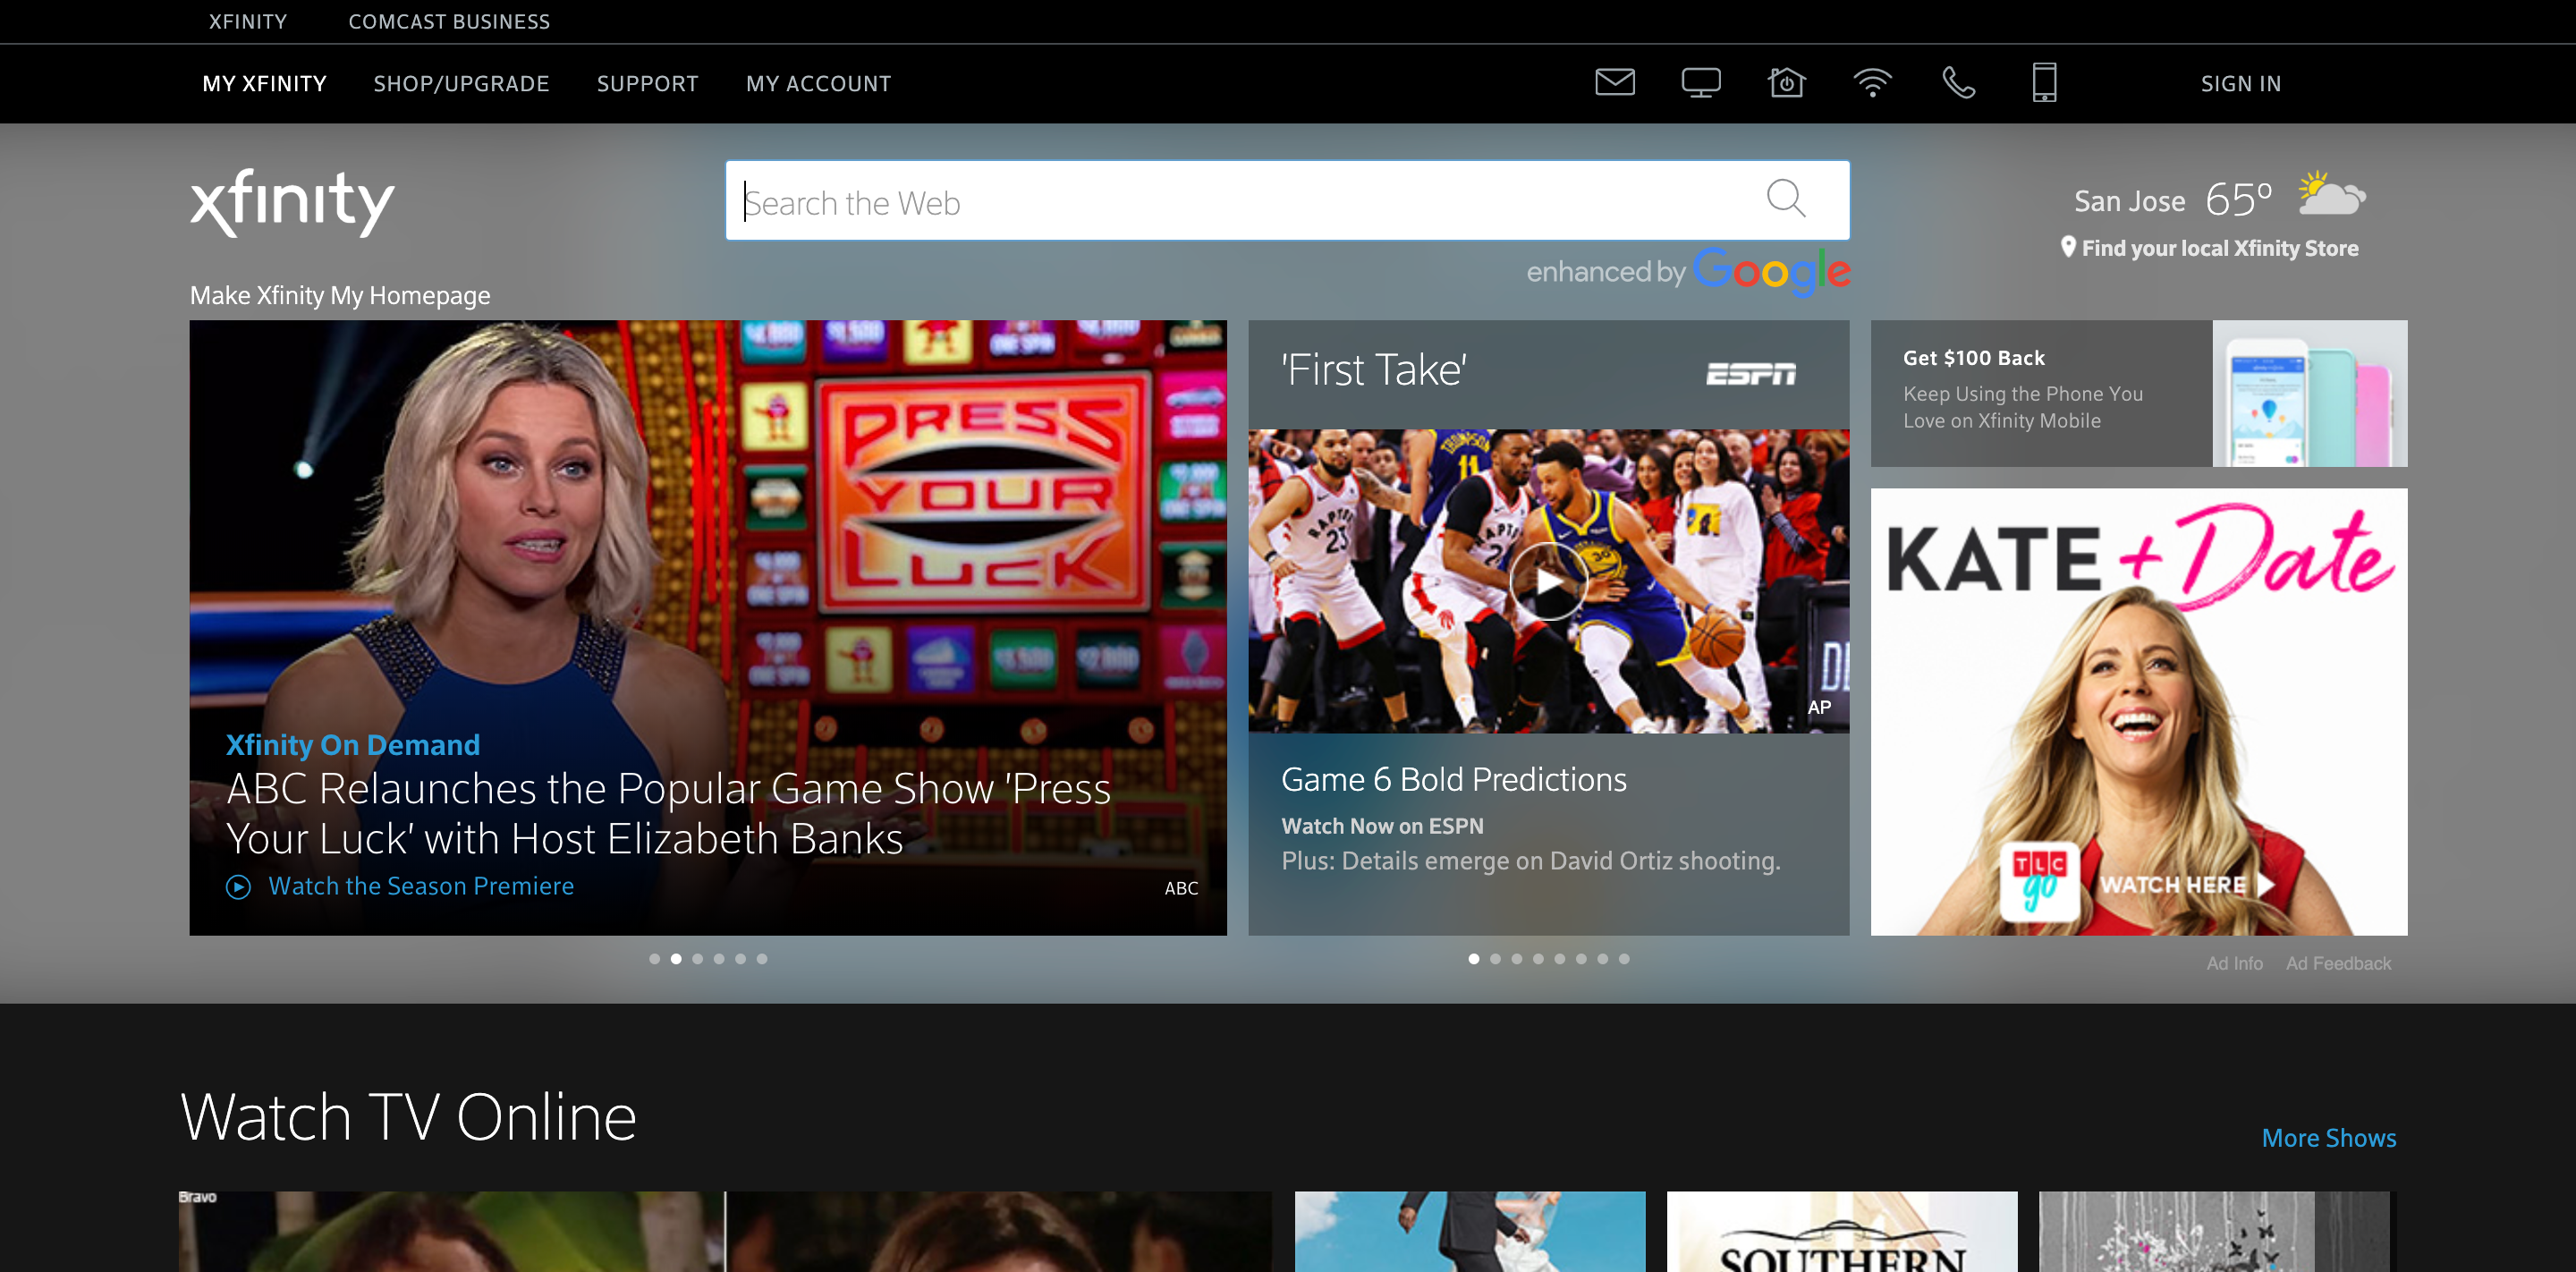 XFINITY
COMCAST BUSINESS
MY XFINITY
SHOP/UPGRADE
SUPPORT
MY ACCOUNT
SIGN IN
xfinity
Search the Web
San Jose 65°
Find your local Xfinity Store
enhanced by Google
Make Xfinity My Homepage
PRESS
YOUR
LUCK
Xfinity On Demand
ABC Relaunches the Popular Game Show 'Press
Your Luck' with Host Elizabeth Banks
Watch the Season Premiere
ABC
'First Take'
ESPN
THOMPSON
11
23
30
AP
Game 6 Bold Predictions
Watch Now on ESPN
Plus: Details emerge on David Ortiz shooting.
Get $100 Back
Keep Using the Phone You
Love on Xfinity Mobile
KATE + Date
TLC
go
WATCH HERE
Ad Info
Ad Feedback
Watch TV Online
More Shows
Bravo
SOUTHERN